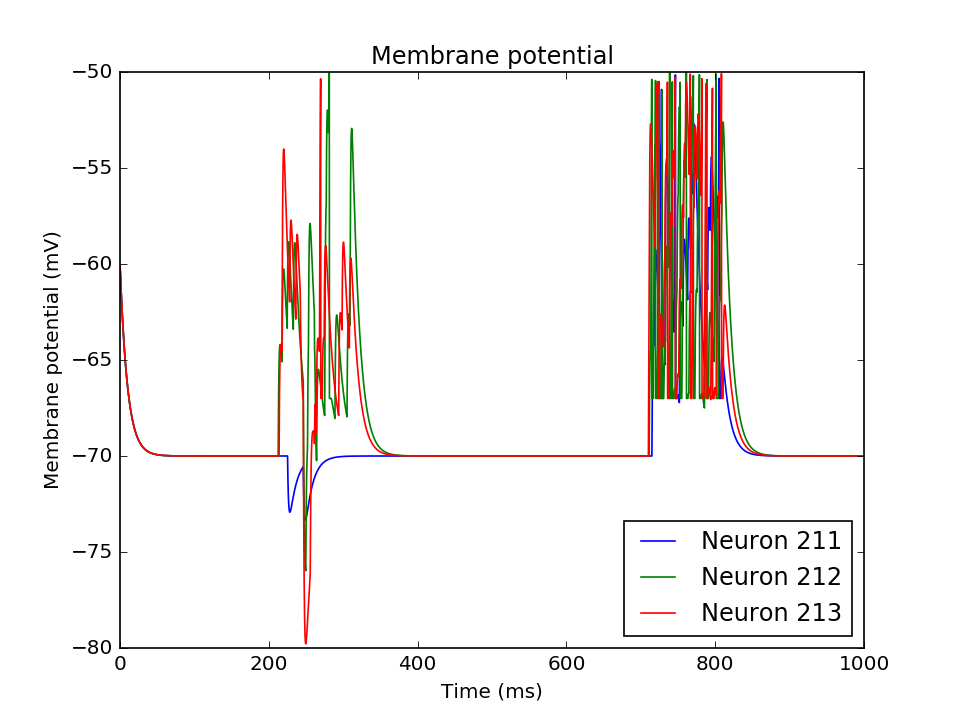 Membrane potential
Membrane potential (mV)
−50
−55
−60
−65
−70
−75
−80
0 200 400 600 800 1000
Time (ms)
Neuron 211
Neuron 212
Neuron 213